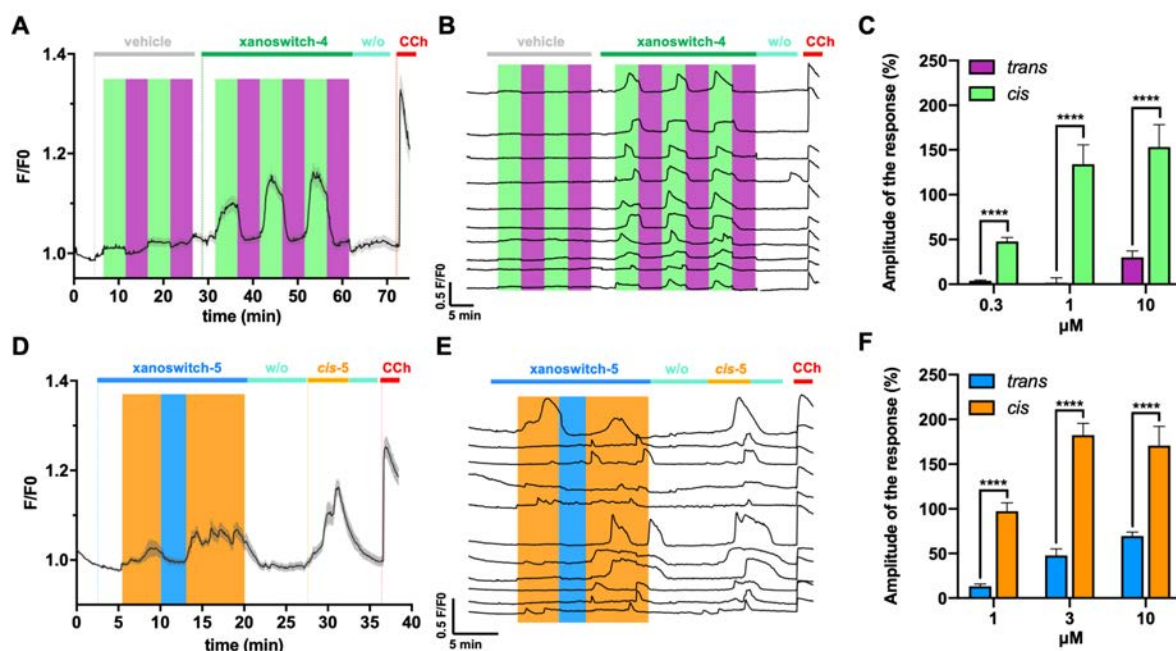 A
vehicle
xanoswitch-4
w/o
CCh
1.4
1.2
1.0
F/F0
0 10 20 30 40 50 60 70
time (min)
B
vehicle
xanoswitch-4
w/o
CCh
0.5 F/F0
5 min
C
trans
cis
Amplitude of the response (%)
250
200
150
100
50
0
****
****
****
0.3 1 10
µM
D
xanoswitch-5
w/o
cis-5
CCh
1.4
1.2
1.0
F/F0
0 5 10 15 20 25 30 35 40
time (min)
E
xanoswitch-5
w/o
cis-5
CCh
0.5 F/F0
5 min
F
trans
cis
Amplitude of the response (%)
250
200
150
100
50
0
****
****
****
1 3 10
µM